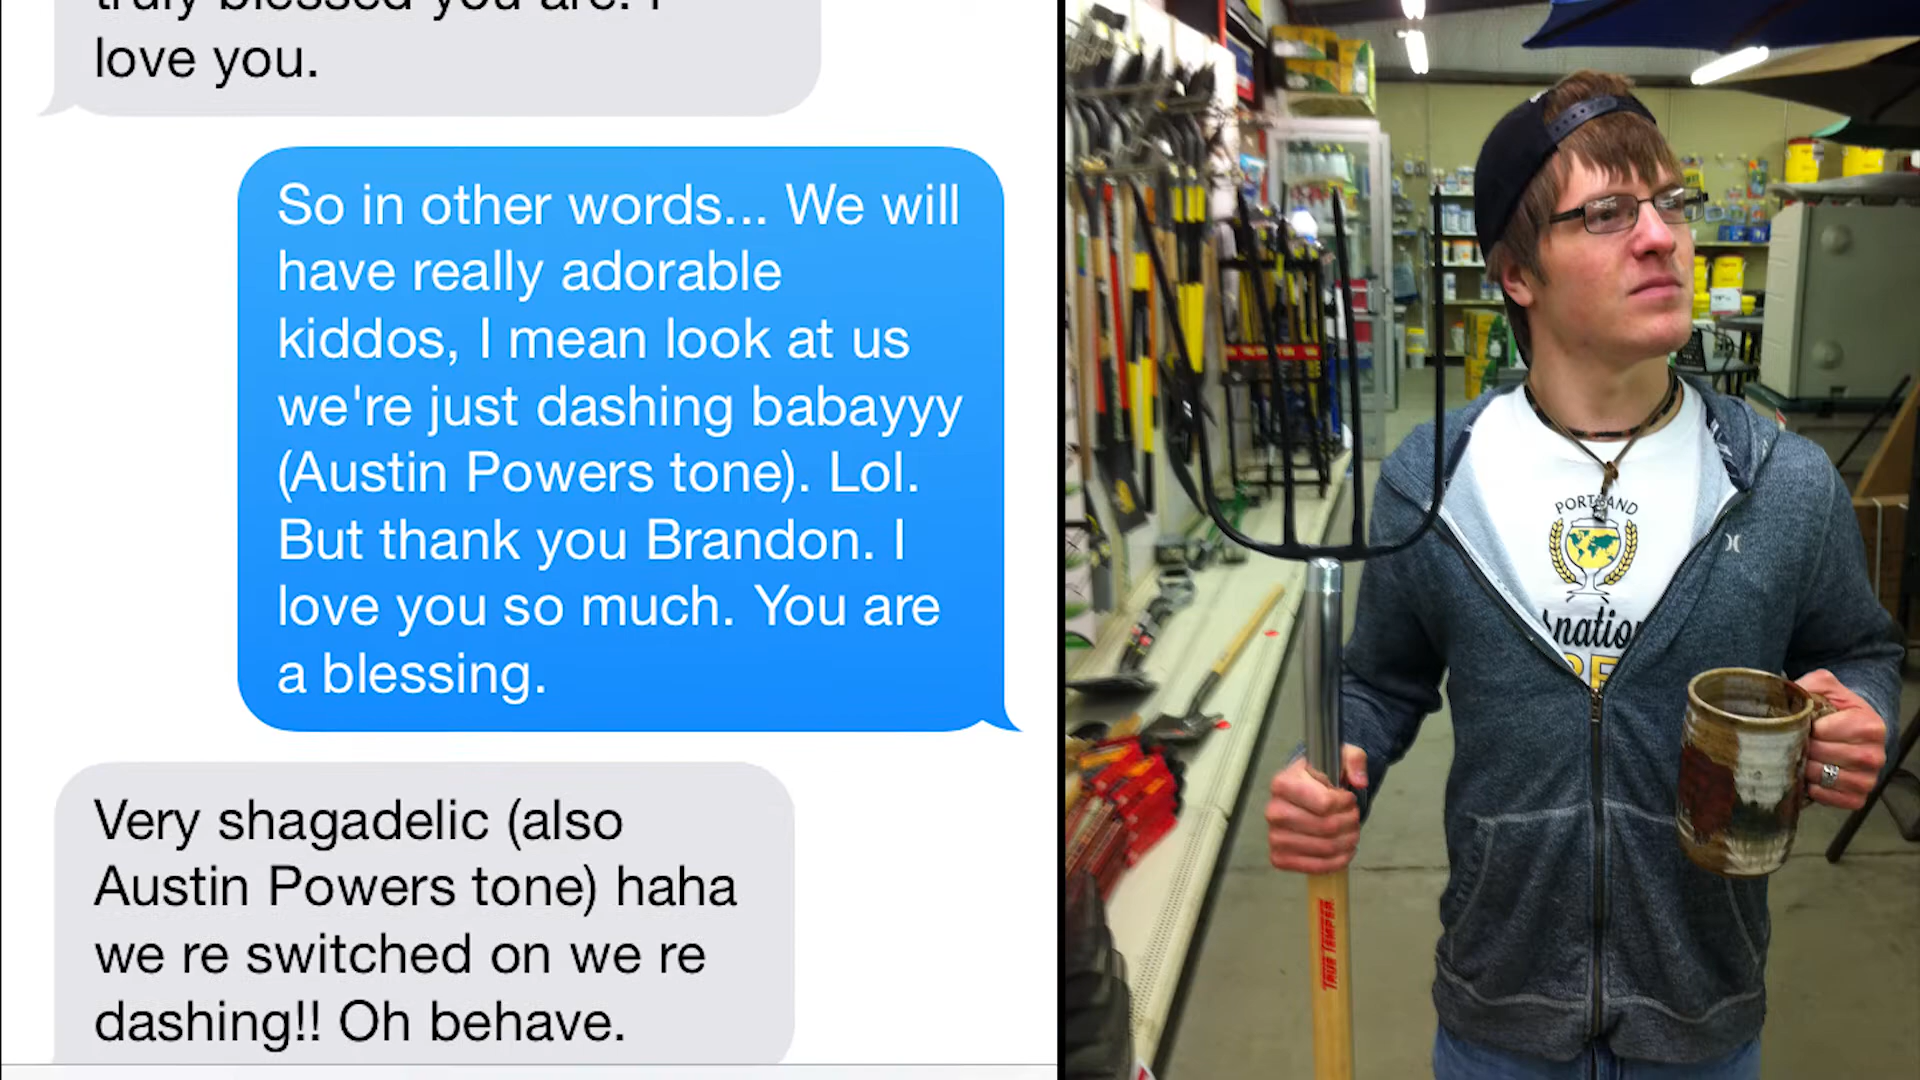 love you.
So in other words... We will
have really adorable
kiddos, I mean look at us
we're just dashing babayyy
(Austin Powers tone). Lol.
But thank you Brandon. I
love you so much. You are
a blessing.
Very shagadelic (also
Austin Powers tone) haha
we re switched on we re
dashing!! Oh behave.
PORTLAND
TRUE TEMPER